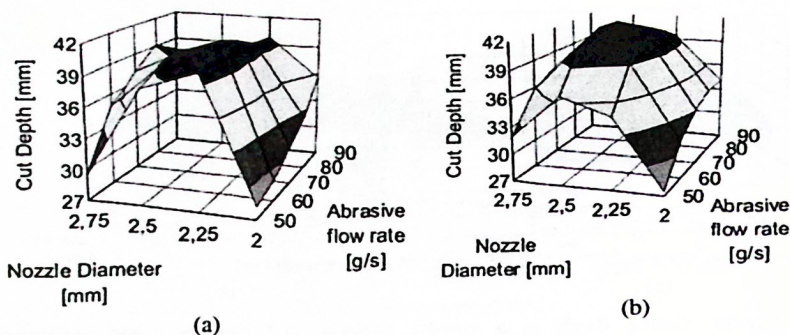 42
39
36
33
30
27
Cut Depth [mm]
2,75
2,5
2,25
2
50
60
70
80
90
Nozzle Diameter
[mm]
Abrasive
flow rate
[g/s]
(a)
42
39
36
33
30
27
Cut Depth [mm]
2,75
2,5
2,25
2
50
60
70
80
90
Nozzle
Diameter [mm]
Abrasive
flow rate
[g/s]
(b)